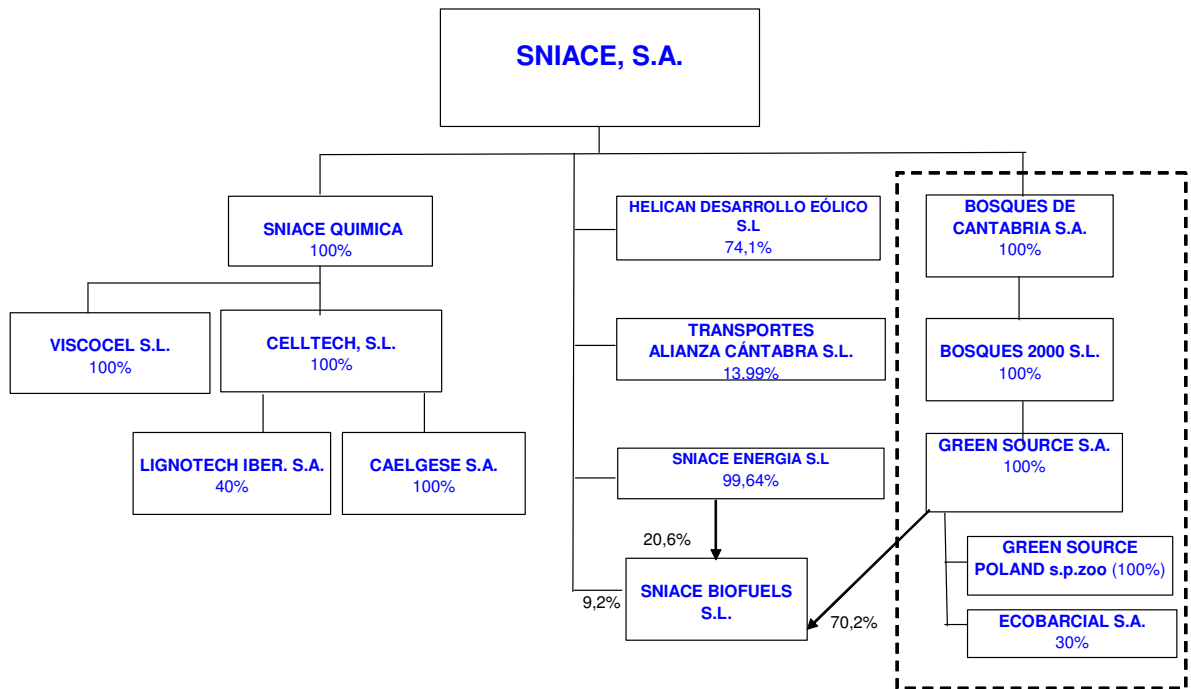 SNIACE, S.A.
SNIACE QUIMICA
100%
VISCOCEL S.L.
100%
CELLTECH, S.L.
100%
LIGNOTECH IBER. S.A.
40%
CAELGESE S.A.
100%
HELICAN DESARROLLO EÓLICO
S.L
74,1%
TRANSPORTES
ALIANZA CÁNTABRA S.L.
13,99%
SNIACE ENERGIA S.L
99,64%
20,6%
9,2%
SNIACE BIOFUELS
S.L.
70,2%
BOSQUES DE
CANTABRIA S.A.
100%
BOSQUES 2000 S.L.
100%
GREEN SOURCE S.A.
100%
GREEN SOURCE
POLAND s.p.zoo (100%)
ECOBARCIAL S.A.
30%